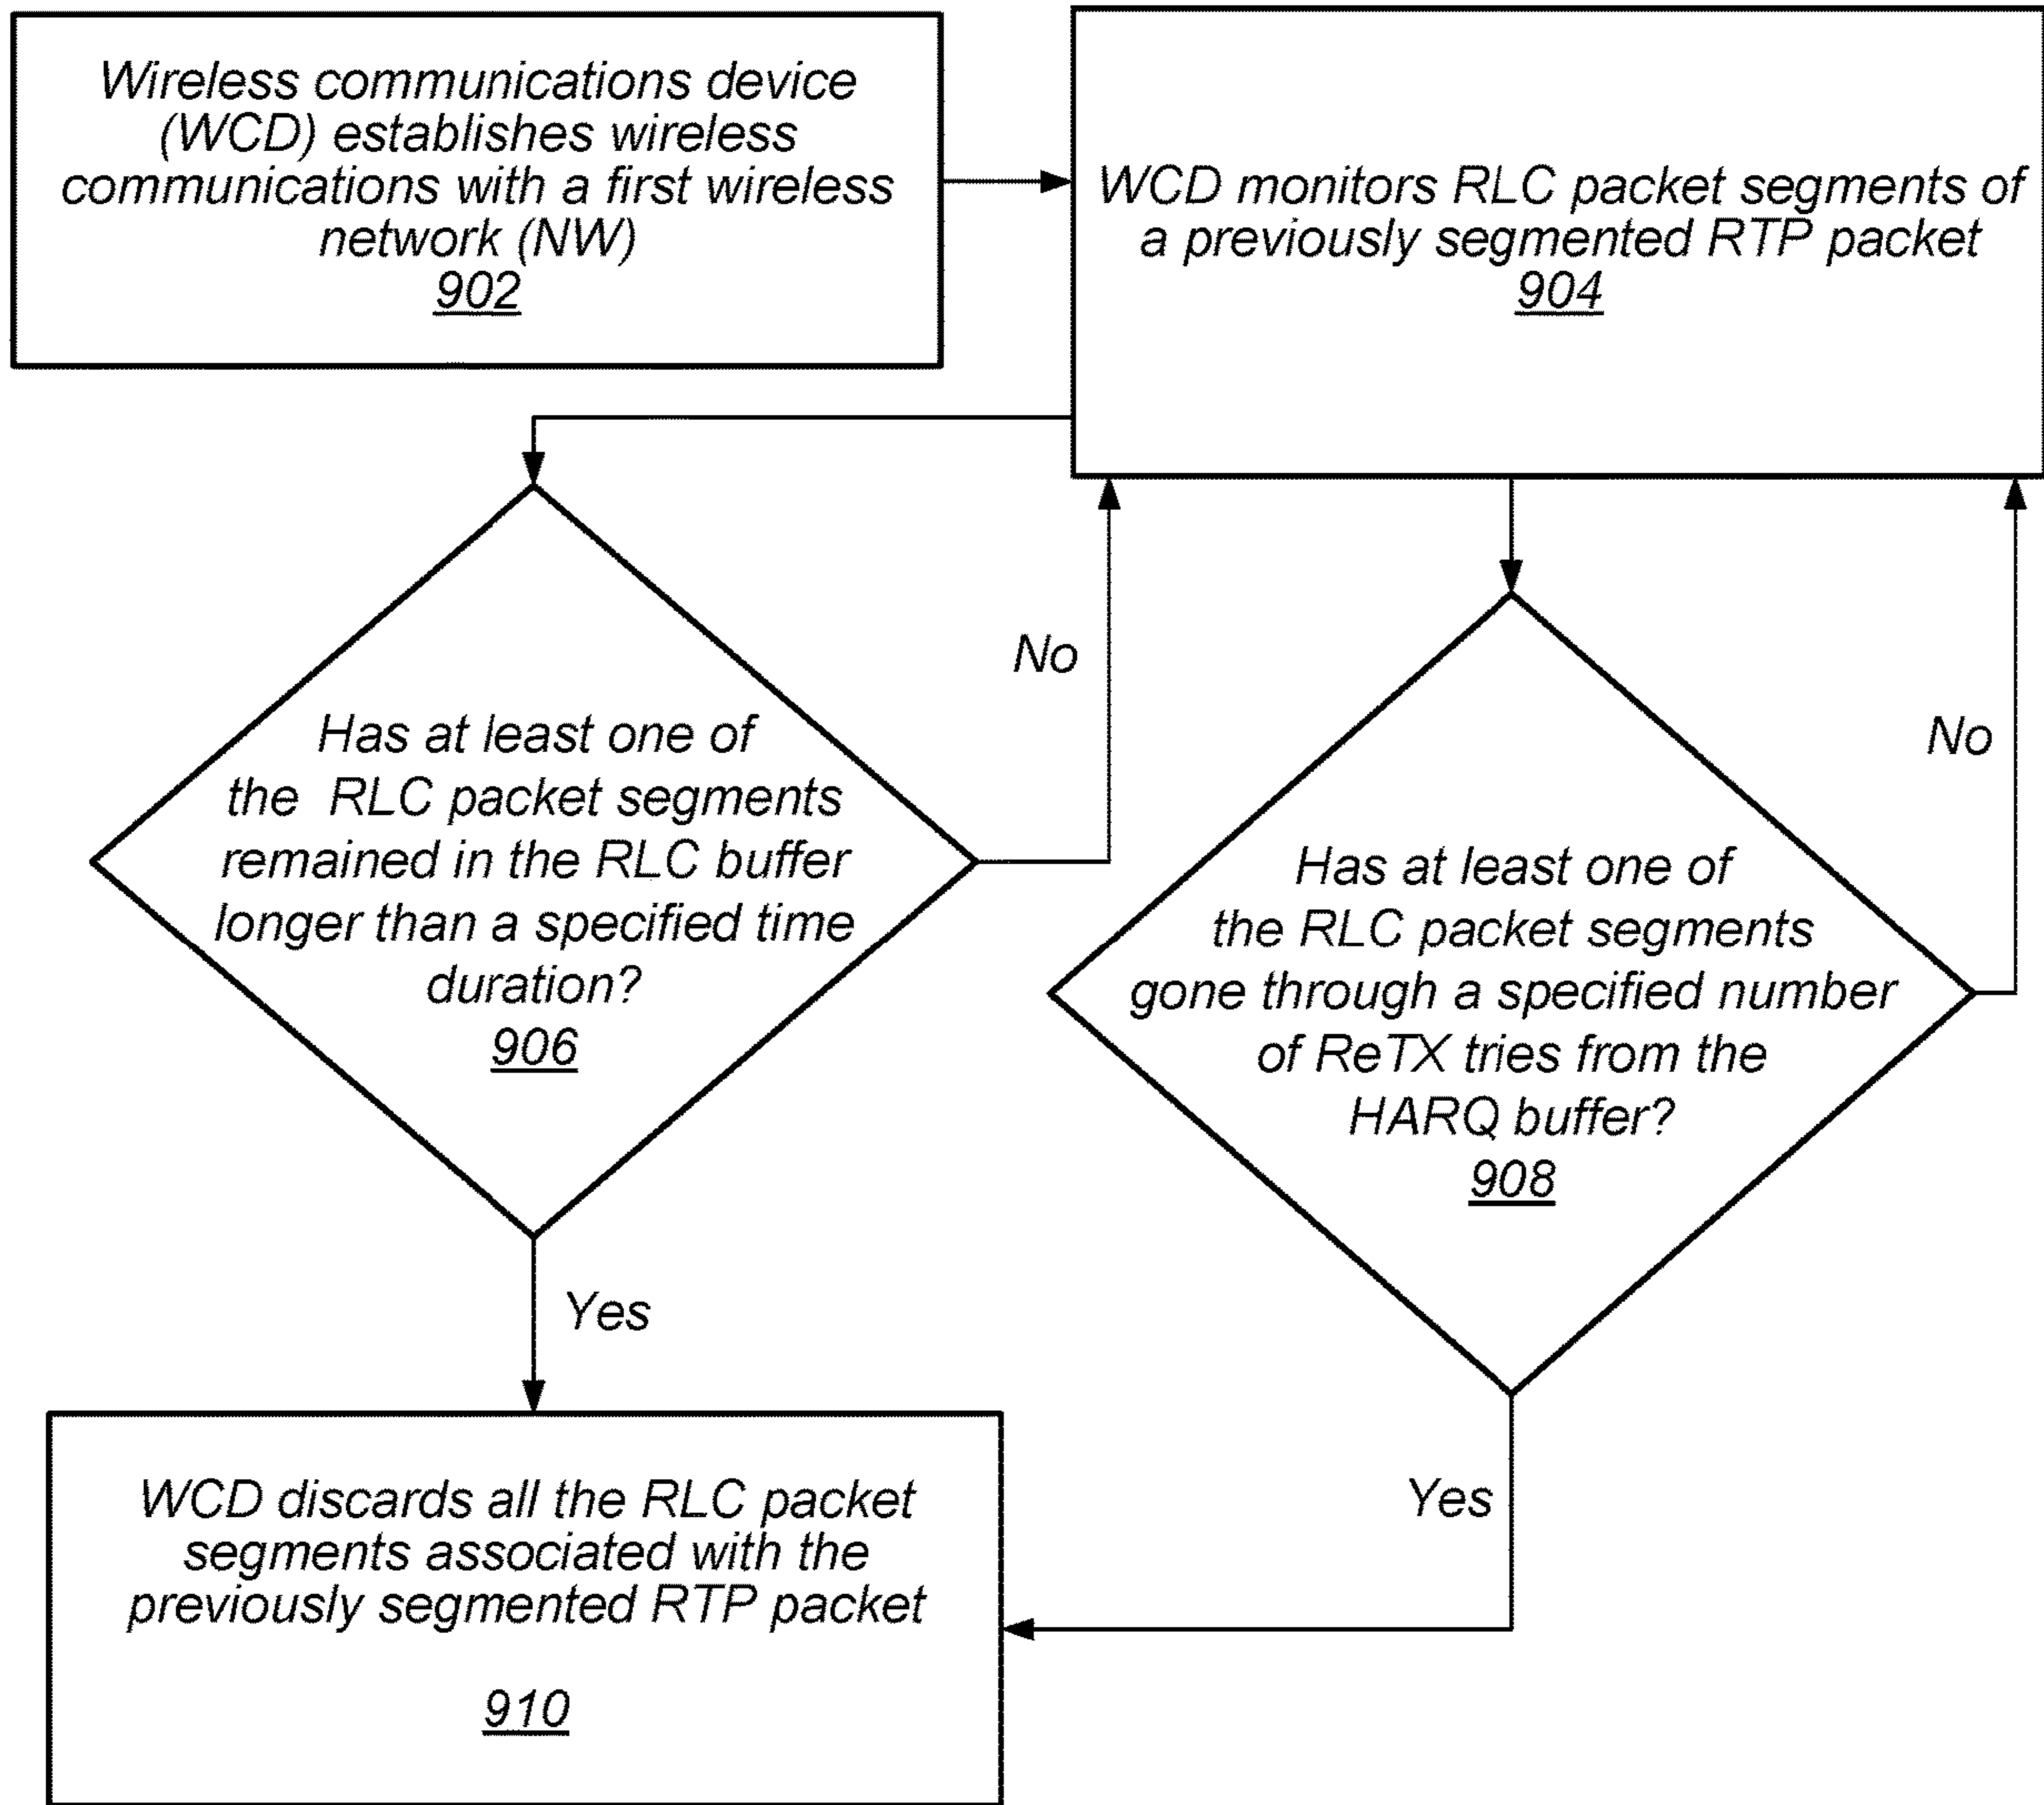 Wireless communications device
(WCD) establishes wireless
communications with a first wireless
network (NW)
902
WCD monitors RLC packet segments of
a previously segmented RTP packet
904
No
No
Has at least one of
the RLC packet segments
remained in the RLC buffer
longer than a specified time
duration?
906
Has at least one of
the RLC packet segments
gone through a specified number
of ReTX tries from the
HARQ buffer?
908
Yes
Yes
WCD discards all the RLC packet
segments associated with the
previously segmented RTP packet
910